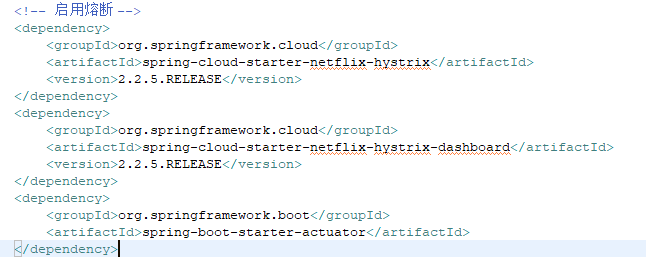 <!-- 启用熔断 -->
<dependency>
<groupId>org.springframework.cloud</groupId>
<artifactId>spring-cloud-starter-netflix-hystrix</artifactId>
<version>2.2.5.RELEASE</version>
</dependency>
<dependency>
<groupId>org.springframework.cloud</groupId>
<artifactId>spring-cloud-starter-netflix-hystrix-dashboard</artifactId>
<version>2.2.5.RELEASE</version>
</dependency>
<dependency>
<groupId>org.springframework.boot</groupId>
<artifactId>spring-boot-starter-actuator</artifactId>
</dependency>